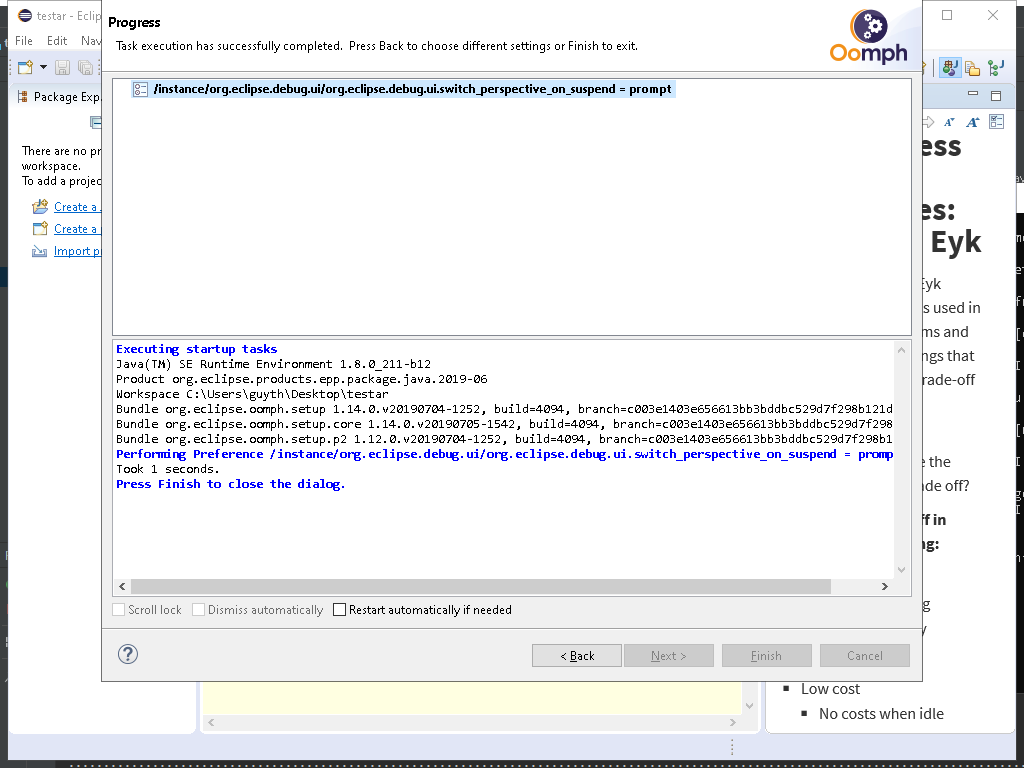 testar - Eclip
File Edit Nav
Package Exp
There are no pr
workspace.
To add a projec
Create a
Create a
Import p
Progress
Task execution has successfully completed. Press Back to choose different settings or Finish to exit.
Oomph
/instance/org.eclipse.debug.ui/org.eclipse.debug.ui.switch_perspective_on_suspend = prompt
Executing startup tasks
Java(TM) SE Runtime Environment 1.8.0_211-b12
Product org.eclipse.products.epp.package.java.2019-06
Workspace C:\Users\guyth\Desktop\testar
Bundle org.eclipse.oomph.setup 1.14.0.v20190704-1252, build=4094, branch=c003e1403e656613bb3bddbc529d7f298b121d
Bundle org.eclipse.oomph.setup.core 1.14.0.v20190705-1542, build=4094, branch=c003e1403e656613bb3bddbc529d7f298
Bundle org.eclipse.oomph.setup.p2 1.12.0.v20190704-1252, build=4094, branch=c003e1403e656613bb3bddbc529d7f298b1
Performing Preference /instance/org.eclipse.debug.ui/org.eclipse.debug.ui.switch_perspective_on_suspend = promp
Took 1 seconds.
Press Finish to close the dialog.
Scroll lock Dismiss automatically Restart automatically if needed
< Back Next > Finish Cancel
ess
es:
Eyk
Eyk
s used in
ms and
ngs that
rade-off
e the
de off?
ff in
ng:
g
y
Low cost
No costs when idle